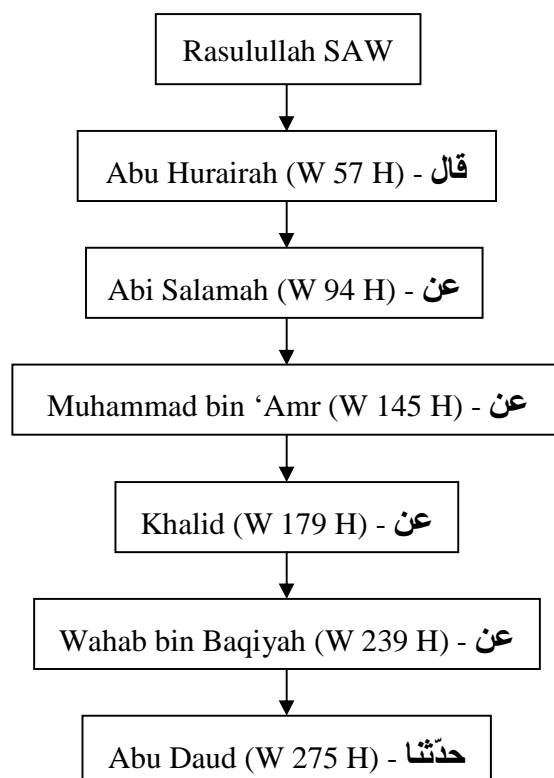 Rasulullah SAW
Abu Hurairah (W 57 H) - قال
Abi Salamah (W 94 H) - عن
Muhammad bin ‘Amr (W 145 H) - عن
Khalid (W 179 H) - عن
Wahab bin Baqiyah (W 239 H) - عن
Abu Daud (W 275 H) - حدّثنا